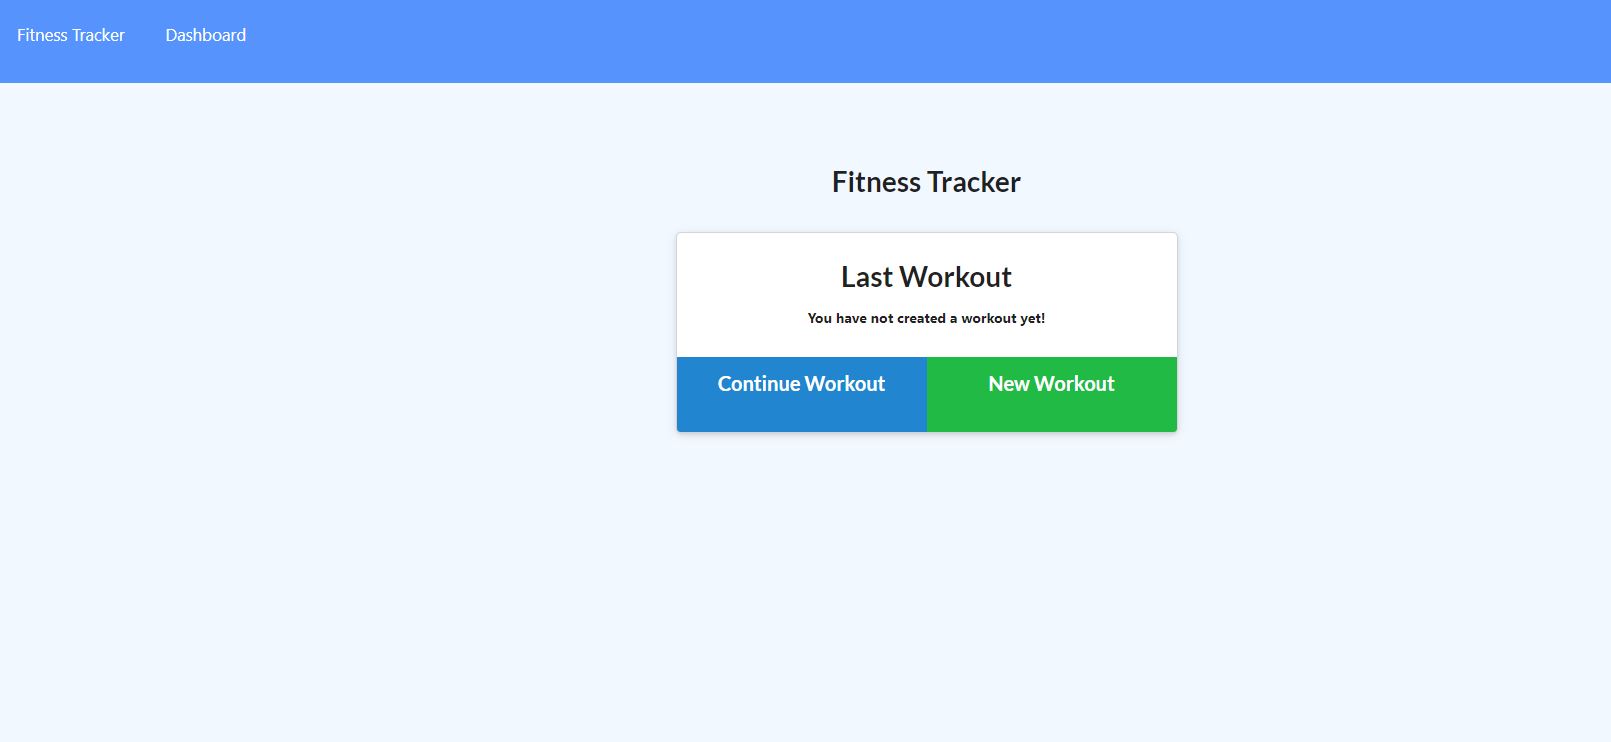 Fitness Tracker Dashboard
Fitness Tracker
Last Workout
You have not created a workout yet!
Continue Workout New Workout